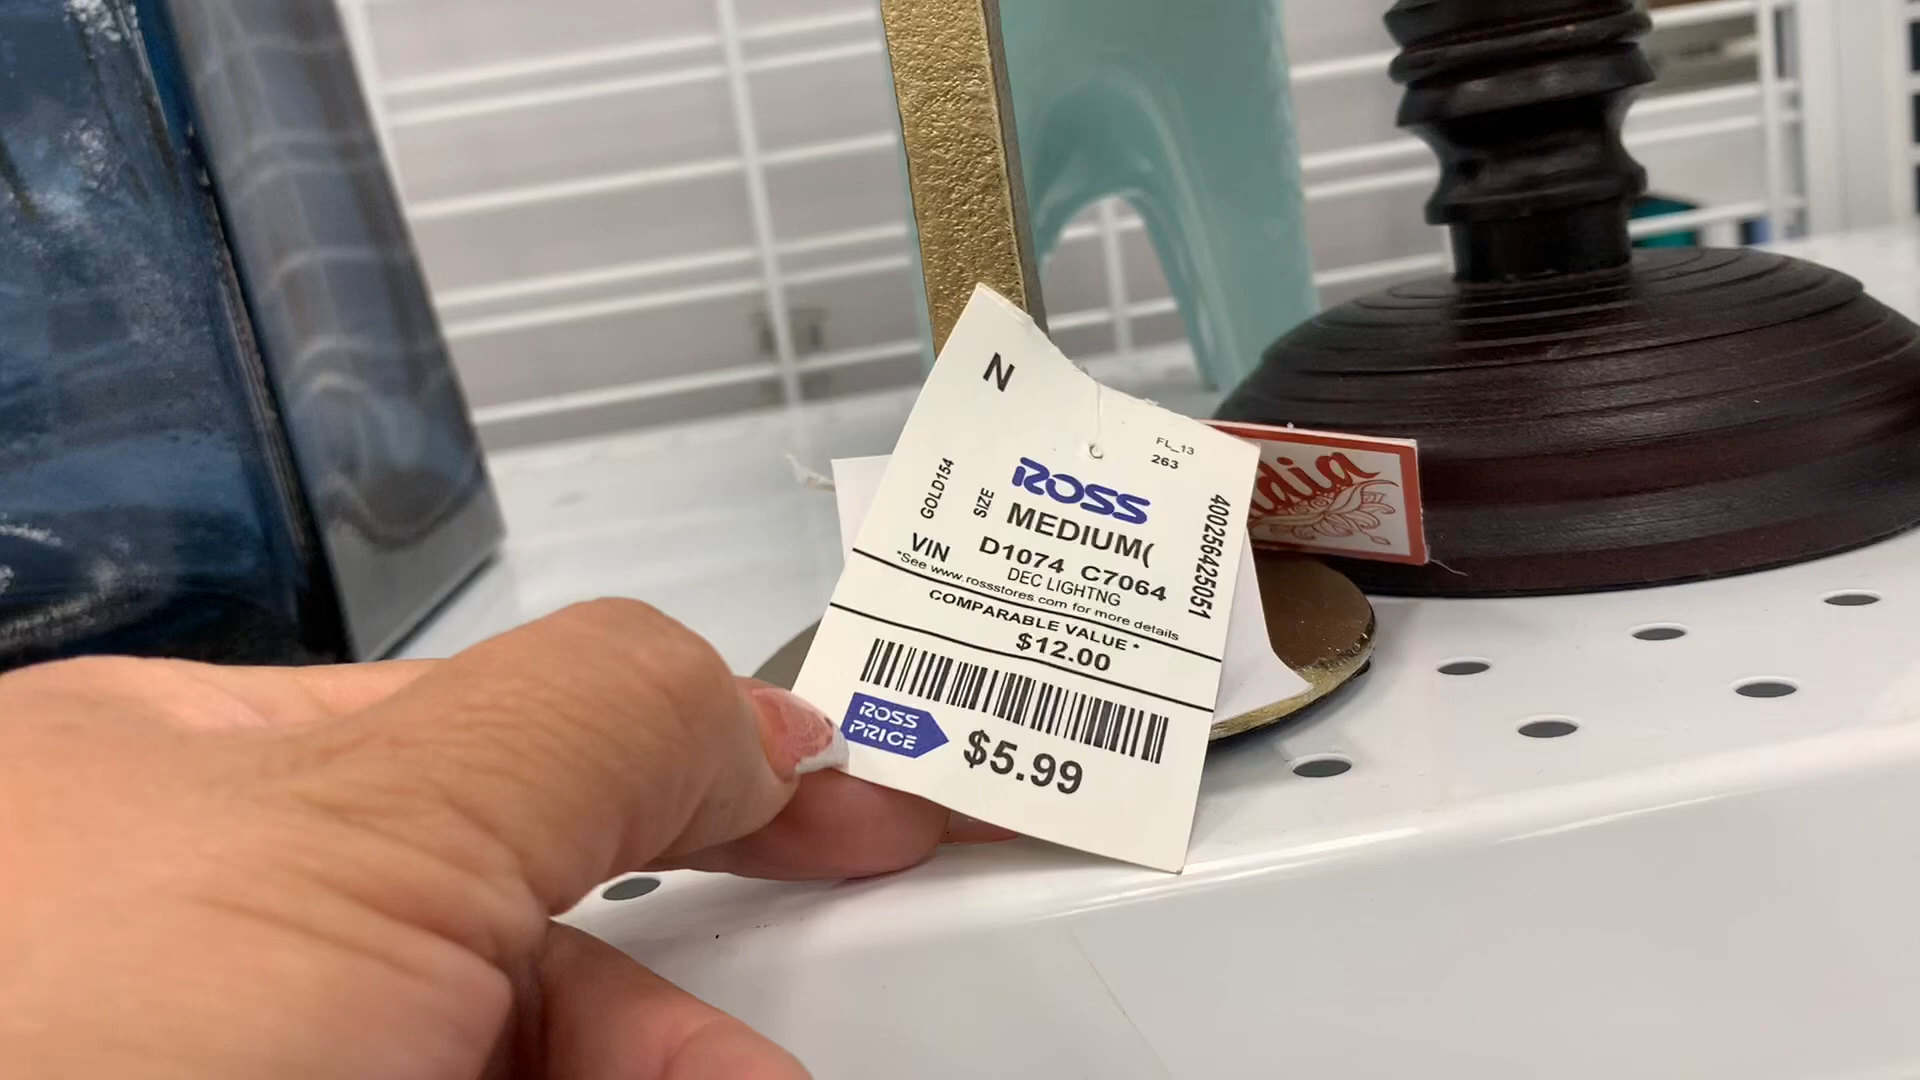 N
FL_13
263
ROSS
GOLD154
SIZE
MEDIUM(
400256425051
VIN
D1074 C7064
DEC LIGHTNG
*See www.rossstores.com for more details
COMPARABLE VALUE *
$12.00
ROSS
PRICE
$5.99